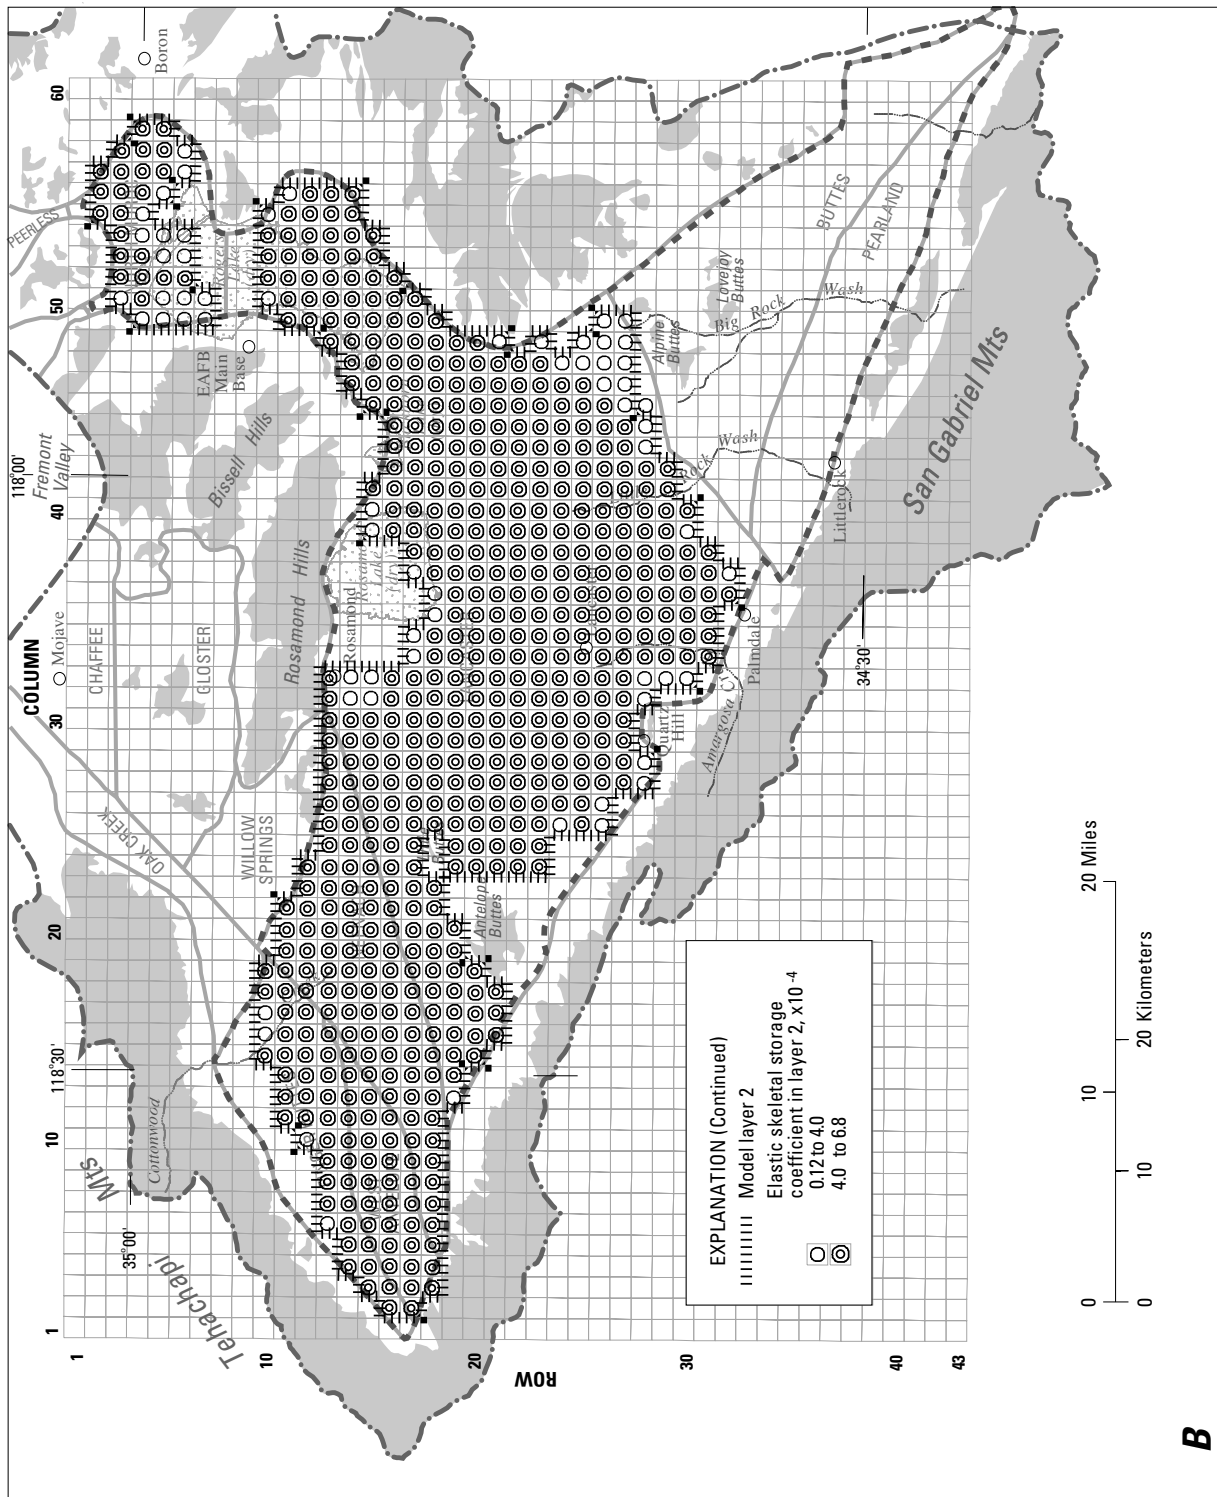 COLUMN
1
10
20
30
40
50
60
ROW
1
10
20
30
40
43
35°00'
118°30'
118°00'
34°30'
Tehachapi
Mts
Cottonwood
OAK CREEK
WILLOW
SPRINGS
Mojave
CHAFFEE
GLOSTER
Fremont
Valley
Bissell Hills
Rosamond Hills
Rosamond
Lake
EAFB
Main
Base
Rogers
Lake
PEERLESS
Boron
Antelope
Buttes
Quartz
Hill
Amargosa Cr
Palmdale
Littlerock
Rock
Wash
Alpine
Buttes
Big Rock
Wash
Lovejoy
Buttes
BUTTES
PEARLAND
San Gabriel Mts
EXPLANATION (Continued)
Model layer 2
Elastic skeletal storage
coefficient in layer 2, x10 -4
0.12 to 4.0
4.0 to 6.8
0
20 Miles
0
10
10
20 Kilometers
B